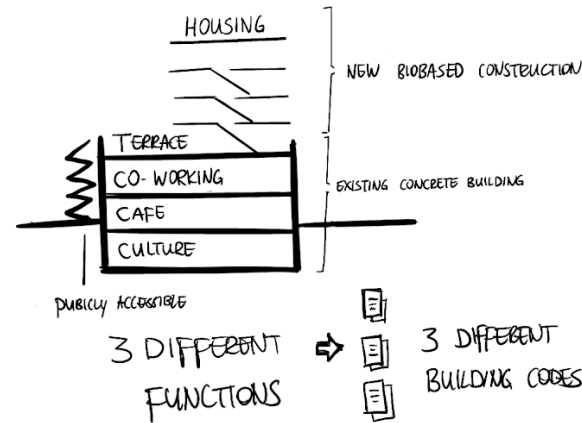 HOUSING
NEW BIOBASED CONSTRUCTION
TERRACE
CO-WORKING
EXISTING CONCRETE BUILDING
CAFE
CULTURE
PUBICLY ACCESSIBLE
3 DIFFERENT
FUNCTIONS
3 DIFFERENT
BUILDING CODES